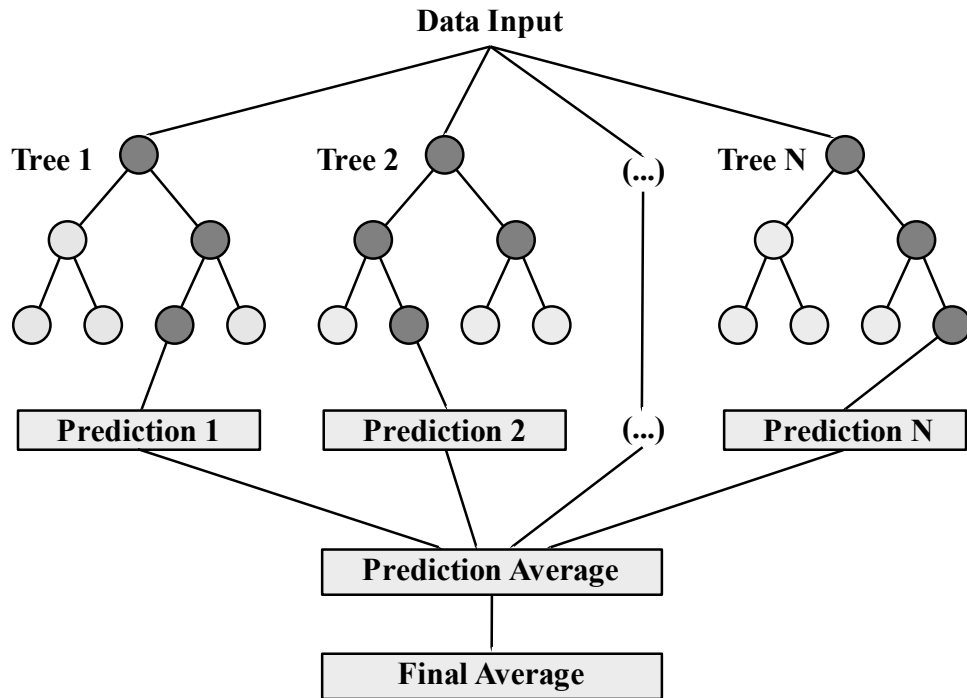 Data Input
Tree 1
Tree 2
(...)
Tree N
Prediction 1
Prediction 2
(...)
Prediction N
Prediction Average
Final Average